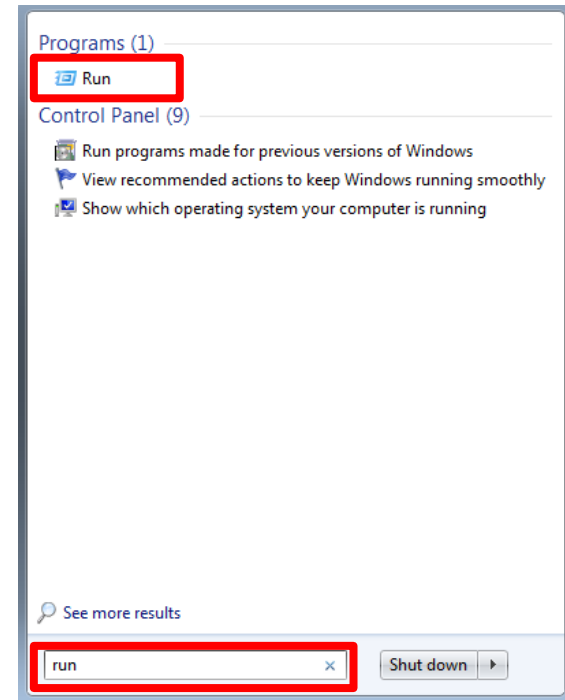 Programs (1)
Run
Control Panel (9)
Run programs made for previous versions of Windows
View recommended actions to keep Windows running smoothly
Show which operating system your computer is running
See more results
run
Shut down